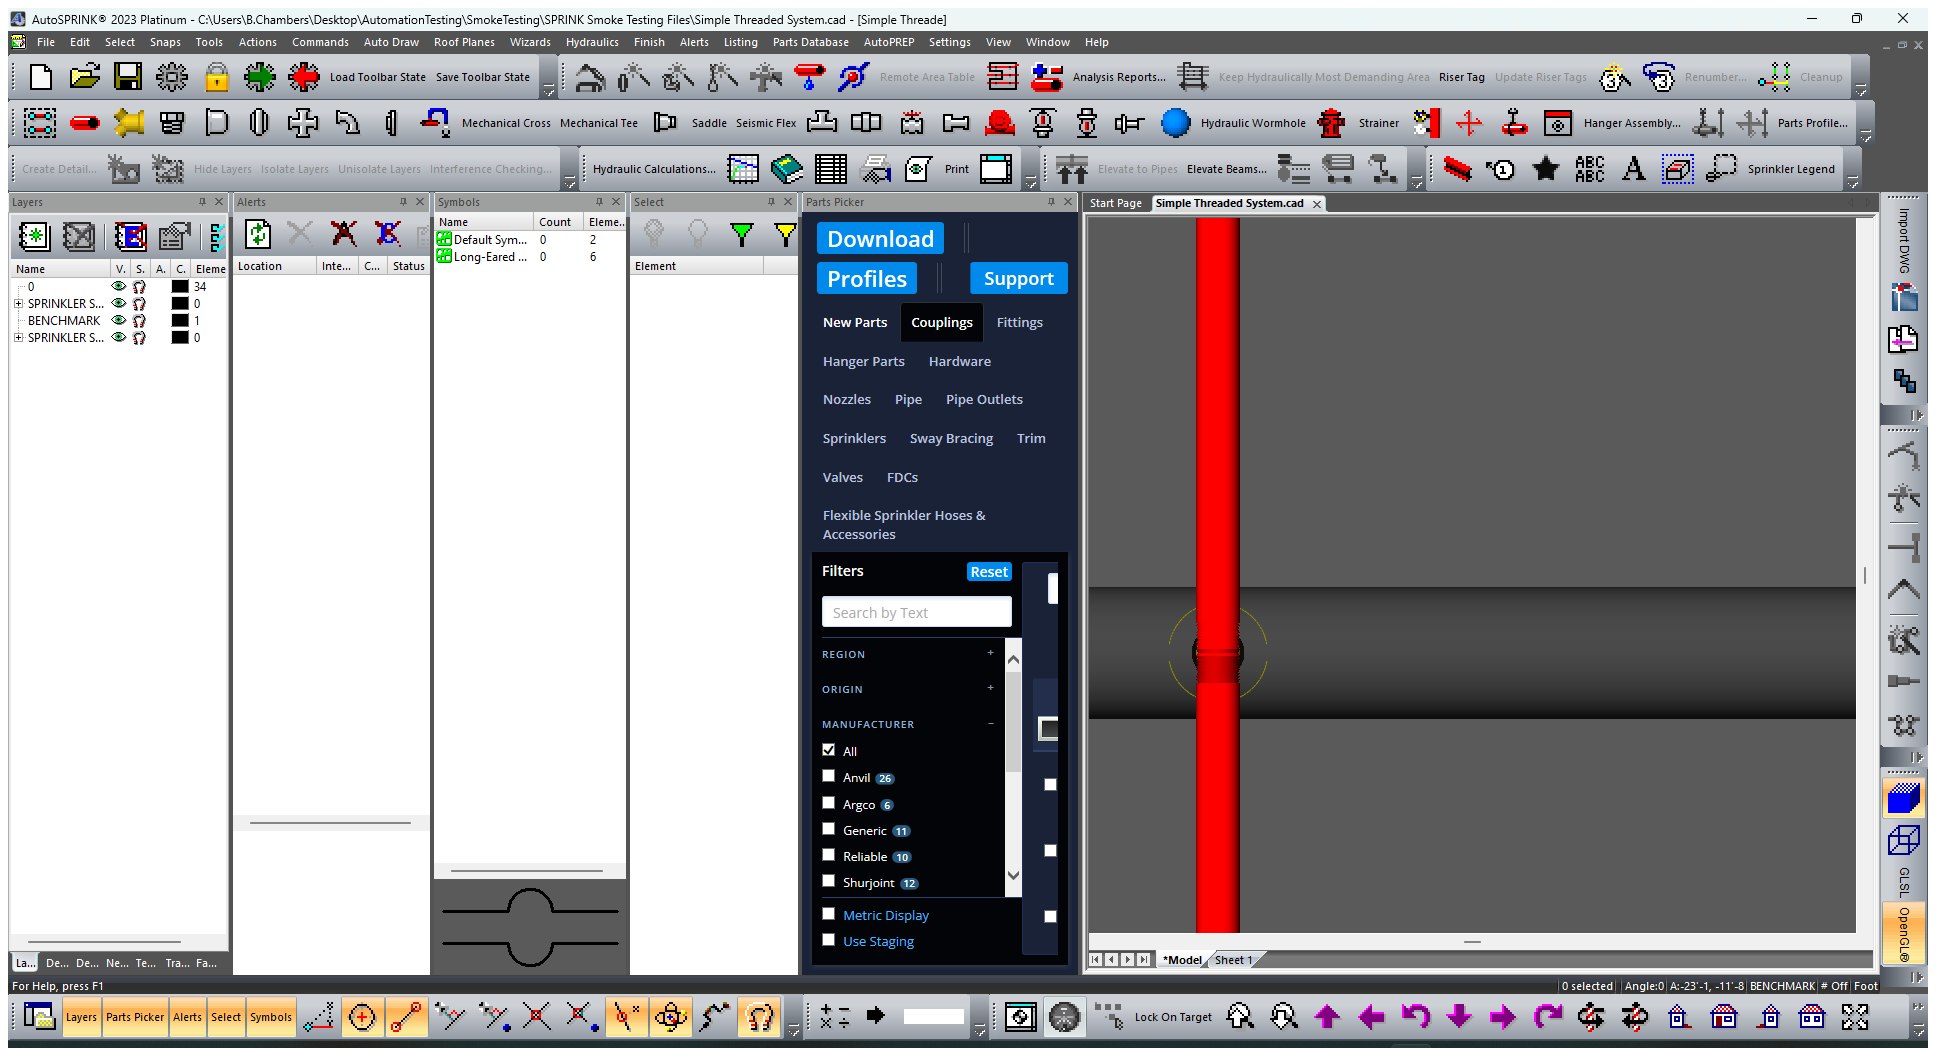 AutoSPRINK® 2023 Platinum - C:\Users\B.Chambers\Desktop\AutomationTesting\SmokeTesting\SPRINK Smoke Testing Files\Simple Threaded System.cad - [Simple Threade]
File Edit Select Snaps Tools Actions Commands Auto Draw Roof Planes Wizards Hydraulics Finish Alerts Listing Parts Database AutoPREP Settings View Window Help
Load Toolbar State Save Toolbar State Remote Area Table Analysis Reports... Keep Hydraulically Most Demanding Area Riser Tag Update Riser Tags Renumber... Cleanup
Mechanical Cross Mechanical Tee Saddle Seismic Flex Hydraulic Wormhole Strainer Hanger Assembly... Parts Profile...
Create Detail... Hide Layers Isolate Layers Unisolate Layers Interference Checking... Hydraulic Calculations... Print Elevate to Pipes Elevate Beams... 1 ABC ABC A Sprinkler Legend
Layers
Name V. S. A. C. Eleme
0 34
SPRINKLER S... 0
BENCHMARK 1
SPRINKLER S... 0
La... De... De... Ne... Te... Tra... Fa...
Alerts
Location Inte... C... Status
Symbols
Name Count Eleme...
Default Sym... 0 2
Long-Eared ... 0 6
Select
Element
Parts Picker
Download
Profiles Support
New Parts Couplings Fittings
Hanger Parts Hardware
Nozzles Pipe Pipe Outlets
Sprinklers Sway Bracing Trim
Valves FDCs
Flexible Sprinkler Hoses &
Accessories
Filters Reset
Search by Text
REGION +
ORIGIN +
MANUFACTURER −
All
Anvil 26
Argco 6
Generic 11
Reliable 10
Shurjoint 12
Metric Display
Use Staging
Start Page Simple Threaded System.cad
*Model Sheet 1
Import DWG
GLSL
OpenGL®
For Help, press F1
0 selected Angle:0 A:-23'-1, -11'-8 BENCHMARK # Off Foot
Layers Parts Picker Alerts Select Symbols Lock On Target